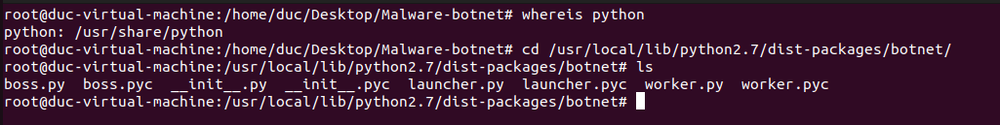 root@duc-virtual-machine:/home/duc/Desktop/Malware-botnet# whereis python
python: /usr/share/python
root@duc-virtual-machine:/home/duc/Desktop/Malware-botnet# cd /usr/local/lib/python2.7/dist-packages/botnet/
root@duc-virtual-machine:/usr/local/lib/python2.7/dist-packages/botnet# ls
boss.py  boss.pyc  __init__.py  __init__.pyc  launcher.py  launcher.pyc  worker.py  worker.pyc
root@duc-virtual-machine:/usr/local/lib/python2.7/dist-packages/botnet#